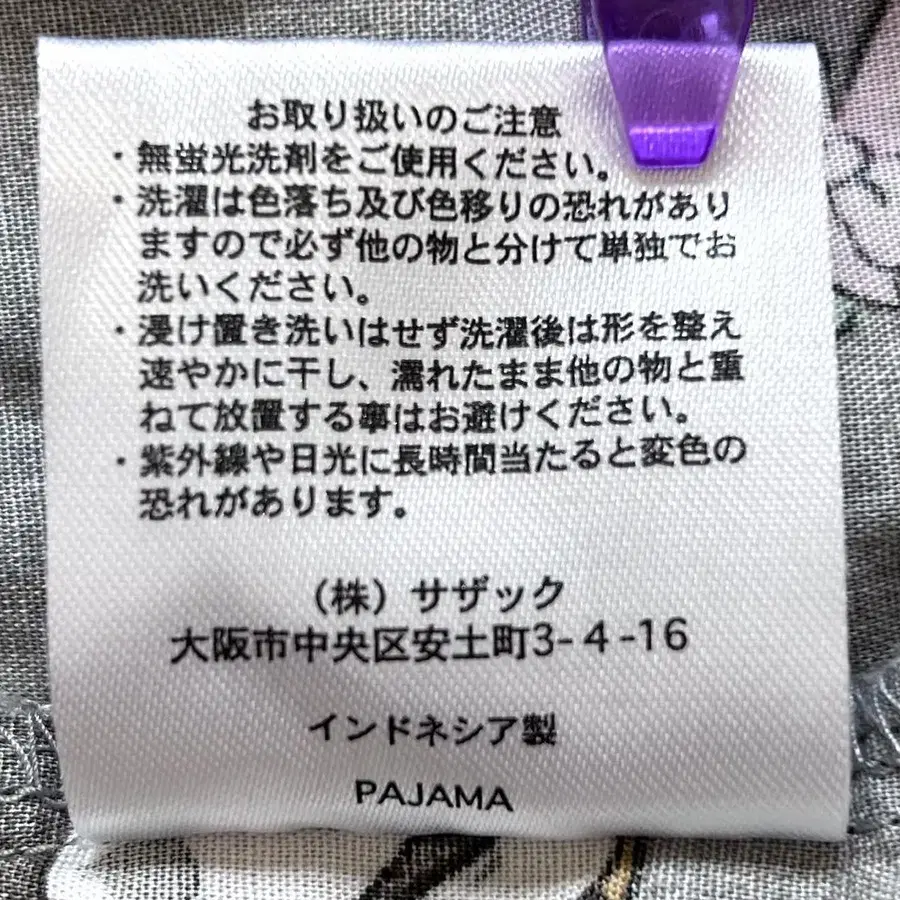 お取り扱いのご注意
・無蛍光洗剤をご使用ください。
・洗濯は色落ち及び色移りの恐れがあり
ますので必ず他の物と分けて単独でお
洗いください。
・浸け置き洗いはせず洗濯後は形を整え
速やかに干し、濡れたまま他の物と重
ねて放置する事はお避けください。
・紫外線や日光に長時間当たると変色の
恐れがあります。
（株）サザック
大阪市中央区安土町3-4-16
インドネシア製
PAJAMA